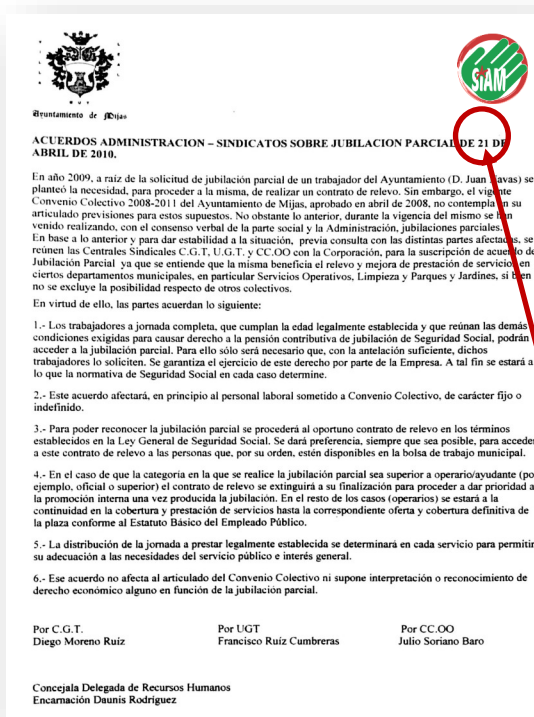 SIAM
Ayuntamiento de Mijas
ACUERDOS ADMINISTRACION – SINDICATOS SOBRE JUBILACION PARCIAL DE 21 DE
ABRIL DE 2010.
En año 2009, a raíz de la solicitud de jubilación parcial de un trabajador del Ayuntamiento (D. Juan Navas) se
planteó la necesidad, para proceder a la misma, de realizar un contrato de relevo. Sin embargo, el vigente
Convenio Colectivo 2008-2011 del Ayuntamiento de Mijas, aprobado en abril de 2008, no contempla en su
articulado previsiones para estos supuestos. No obstante lo anterior, durante la vigencia del mismo se han
venido realizando, con el consenso verbal de la parte social y la Administración, jubilaciones parciales.
En base a lo anterior y para dar estabilidad a la situación, previa consulta con las distintas partes afectadas, se
reúnen las Centrales Sindicales C.G.T, U.G.T. y CC.OO con la Corporación, para la suscripción de acuerdo de
Jubilación Parcial ya que se entiende que la misma beneficia el relevo y mejora de prestación de servicio, en
ciertos departamentos municipales, en particular Servicios Operativos, Limpieza y Parques y Jardines, si bien
no se excluye la posibilidad respecto de otros colectivos.
En virtud de ello, las partes acuerdan lo siguiente:
1.- Los trabajadores a jornada completa, que cumplan la edad legalmente establecida y que reúnan las demás
condiciones exigidas para causar derecho a la pensión contributiva de jubilación de Seguridad Social, podrán
acceder a la jubilación parcial. Para ello sólo será necesario que, con la antelación suficiente, dichos
trabajadores lo soliciten. Se garantiza el ejercicio de este derecho por parte de la Empresa. A tal fin se estará a
lo que la normativa de Seguridad Social en cada caso determine.
2.- Este acuerdo afectará, en principio al personal laboral sometido a Convenio Colectivo, de carácter fijo o
indefinido.
3.- Para poder reconocer la jubilación parcial se procederá al oportuno contrato de relevo en los términos
establecidos en la Ley General de Seguridad Social. Se dará preferencia, siempre que sea posible, para acceder
a este contrato de relevo a las personas que, por su orden, estén disponibles en la bolsa de trabajo municipal.
4.- En el caso de que la categoría en la que se realice la jubilación parcial sea superior a operario/ayudante (por
ejemplo, oficial o superior) el contrato de relevo se extinguirá a su finalización para proceder a dar prioridad a
la promoción interna una vez producida la jubilación. En el resto de los casos (operarios) se estará a la
continuidad en la cobertura y prestación de servicios hasta la correspondiente oferta y cobertura definitiva de
la plaza conforme al Estatuto Básico del Empleado Público.
5.- La distribución de la jornada a prestar legalmente establecida se determinará en cada servicio para permitir
su adecuación a las necesidades del servicio público e interés general.
6.- Ese acuerdo no afecta al articulado del Convenio Colectivo ni supone interpretación o reconocimiento de
derecho económico alguno en función de la jubilación parcial.
Por C.G.T. Por UGT Por CC.OO
Diego Moreno Ruíz Francisco Ruíz Cumbreras Julio Soriano Baro
Concejala Delegada de Recursos Humanos
Encarnación Daunis Rodríguez